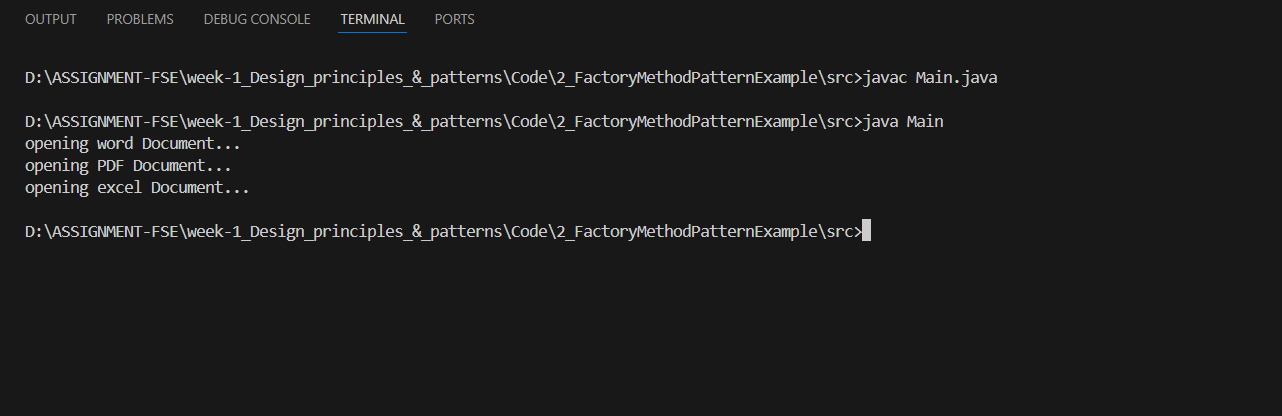 OUTPUT PROBLEMS DEBUG CONSOLE TERMINAL PORTS
D:\ASSIGNMENT-FSE\week-1_Design_principles_&_patterns\Code\2_FactoryMethodPatternExample\src>javac Main.java
D:\ASSIGNMENT-FSE\week-1_Design_principles_&_patterns\Code\2_FactoryMethodPatternExample\src>java Main
opening word Document...
opening PDF Document...
opening excel Document...
D:\ASSIGNMENT-FSE\week-1_Design_principles_&_patterns\Code\2_FactoryMethodPatternExample\src>